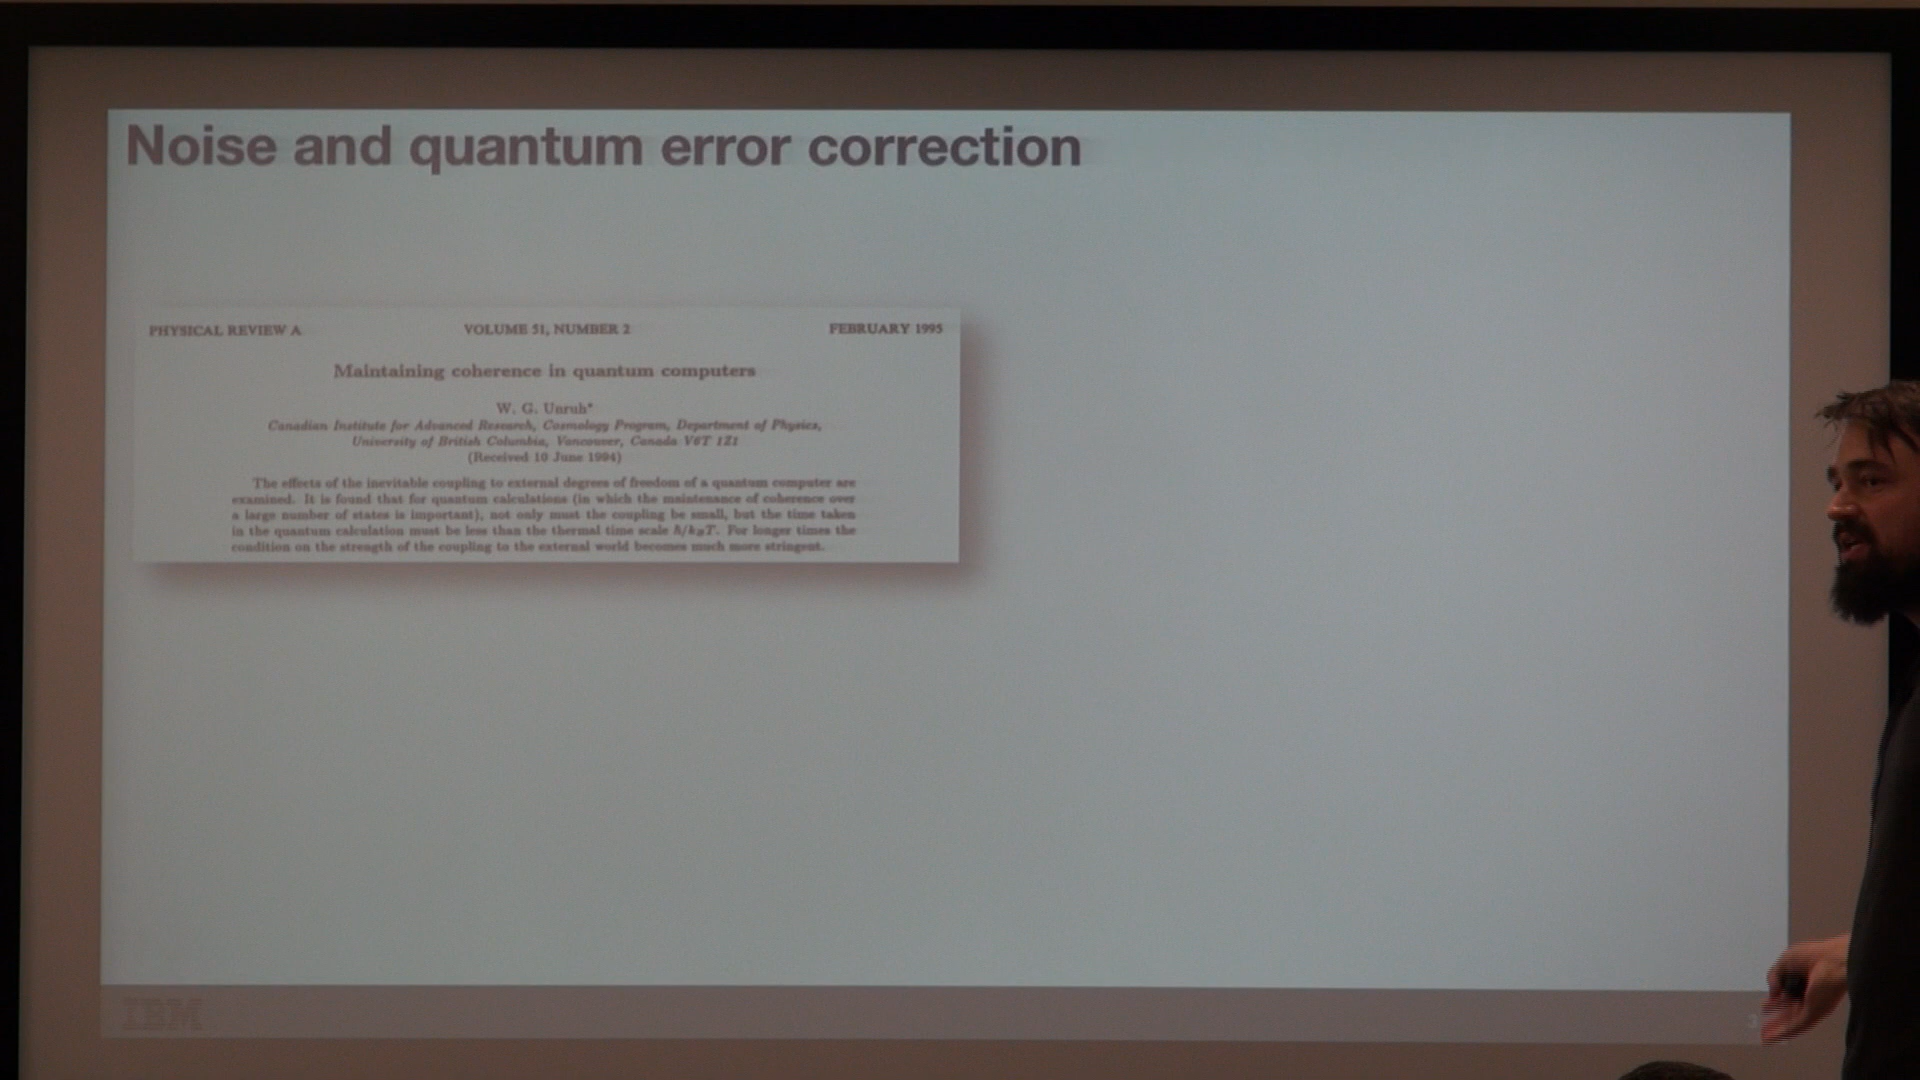 Noise and quantum error correction
PHYSICAL REVIEW A VOLUME 51, NUMBER 2 FEBRUARY 1995
Maintaining coherence in quantum computers
W. G. Unruh*
Canadian Institute for Advanced Research, Cosmology Program, Department of Physics,
University of British Columbia, Vancouver, Canada V6T 1Z1
(Received 10 June 1994)
The effects of the inevitable coupling to external degrees of freedom of a quantum computer are
examined. It is found that for quantum calculations (in which the maintenance of coherence over
a large number of states is important), not only must the coupling be small, but the time taken
in the quantum calculation must be less than the thermal time scale ℏ/k_BT. For longer times the
condition on the strength of the coupling to the external world becomes much more stringent.
IBM